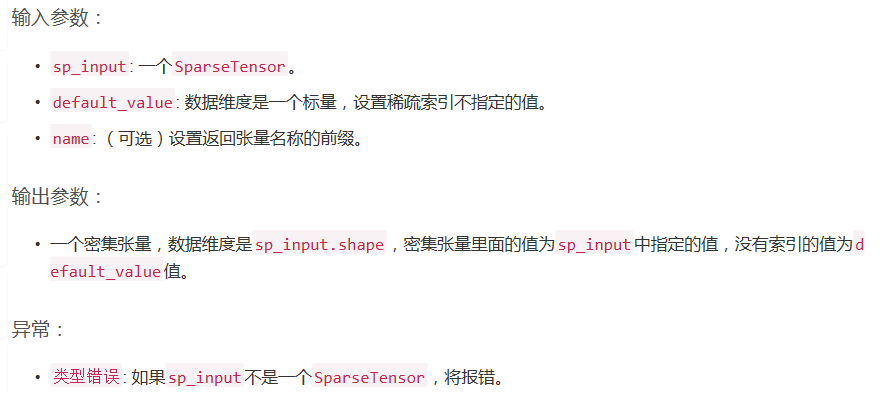 输入参数：
• sp_input: 一个SparseTensor。
• default_value: 数据维度是一个标量，设置稀疏索引不指定的值。
• name: （可选）设置返回张量名称的前缀。
输出参数：
• 一个密集张量，数据维度是sp_input.shape，密集张量里面的值为sp_input中指定的值，没有索引的值为d
efault_value值。
异常：
• 类型错误: 如果sp_input不是一个SparseTensor，将报错。